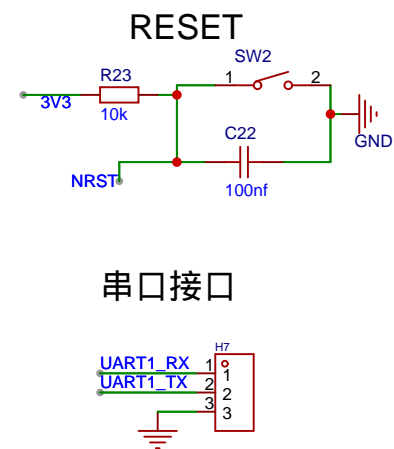 RESET
SW2
R23
1
2
3V3
10k
C22
GND
NRST
100nf
串口接口
H7
UART1_RX
1
1
UART1_TX
2
2
3
3